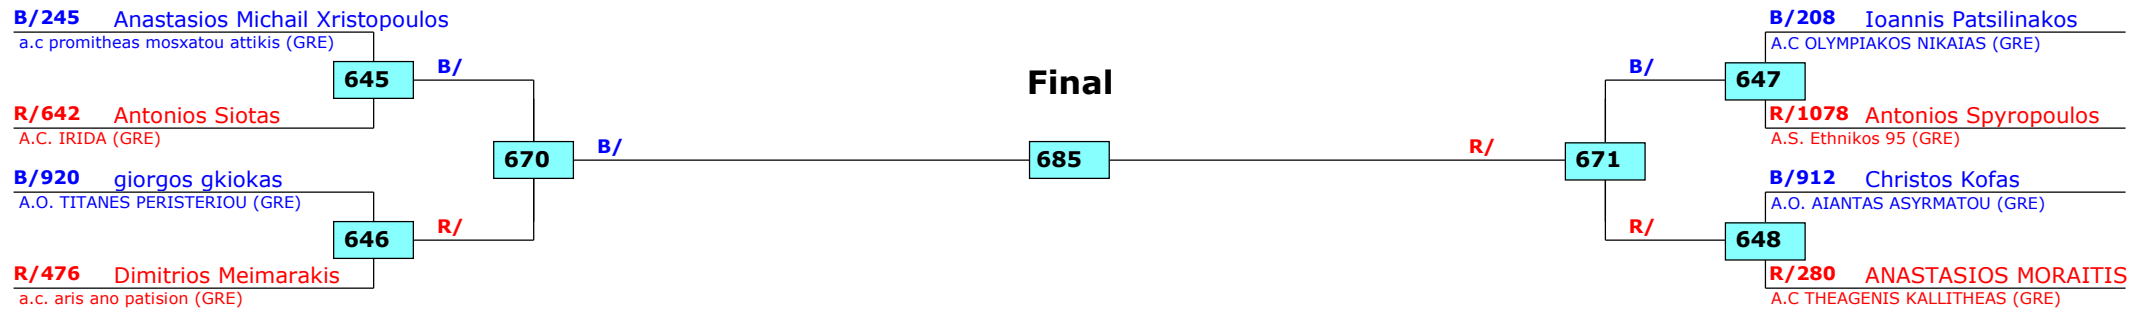 B/245 Anastasios Michail Xristopoulos
a.c promitheas mosxatou attikis (GRE)
645 B/
R/642 Antonios Siotas
A.C. IRIDA (GRE)
670 B/
B/920 giorgos gkiokas
A.O. TITANES PERISTERIOU (GRE)
646 R/
R/476 Dimitrios Meimarakis
a.c. aris ano patision (GRE)
Final
685
B/208 Ioannis Patsilinakos
A.C OLYMPIAKOS NIKAIAS (GRE)
B/ 647
R/1078 Antonios Spyropoulos
A.S. Ethnikos 95 (GRE)
R/ 671
B/912 Christos Kofas
A.O. AIANTAS ASYRMATOU (GRE)
R/ 648
R/280 ANASTASIOS MORAITIS
A.C THEAGENIS KALLITHEAS (GRE)